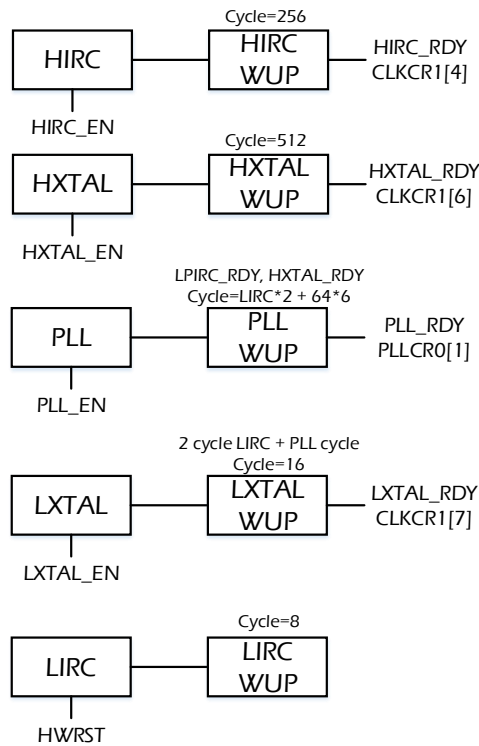 Cycle=256
HIRC
HIRC
WUP
HIRC_RDY
CLKCR1[4]
HIRC_EN
Cycle=512
HXTAL
HXTAL
WUP
HXTAL_RDY
CLKCR1[6]
HXTAL_EN
LPIRC_RDY, HXTAL_RDY
Cycle=LIRC*2 + 64*6
PLL
PLL
WUP
PLL_RDY
PLLCR0[1]
PLL_EN
2 cycle LIRC + PLL cycle
Cycle=16
LXTAL
LXTAL
WUP
LXTAL_RDY
CLKCR1[7]
LXTAL_EN
Cycle=8
LIRC
LIRC
WUP
HWRST